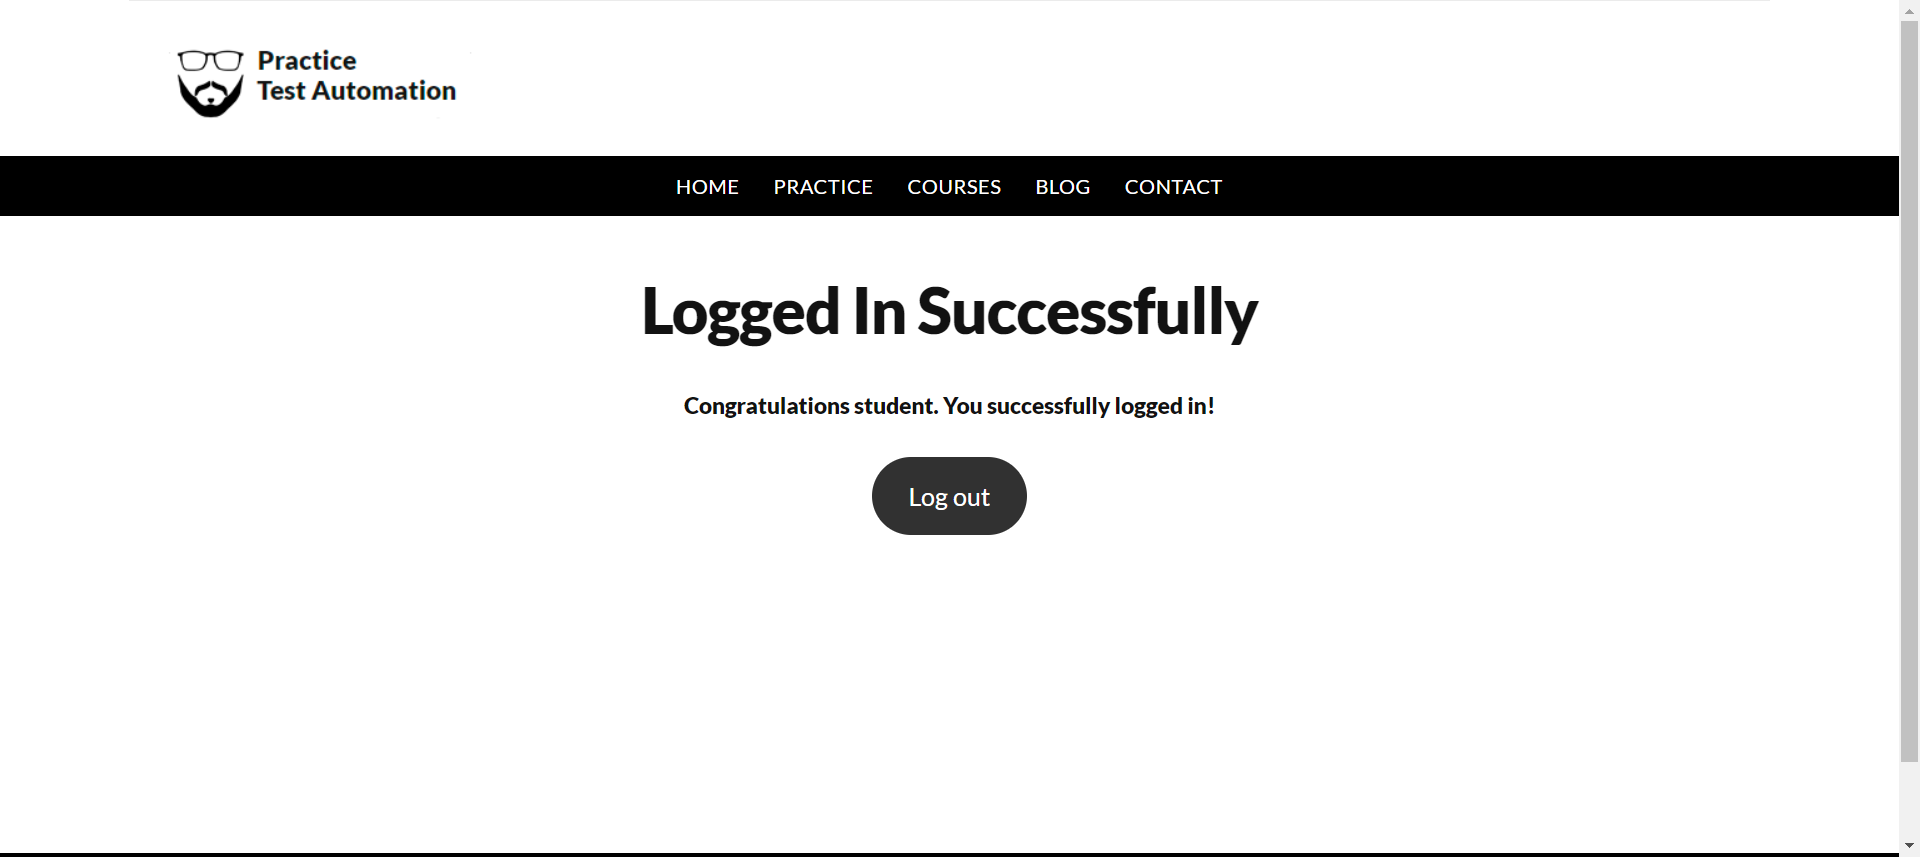 Practice
Test Automation
HOME PRACTICE COURSES BLOG CONTACT
Logged In Successfully
Congratulations student. You successfully logged in!
Log out